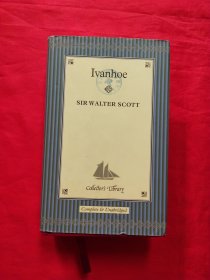 Ivanhoe
SIR WALTER SCOTT
Collector's Library
Complete & Unabridged